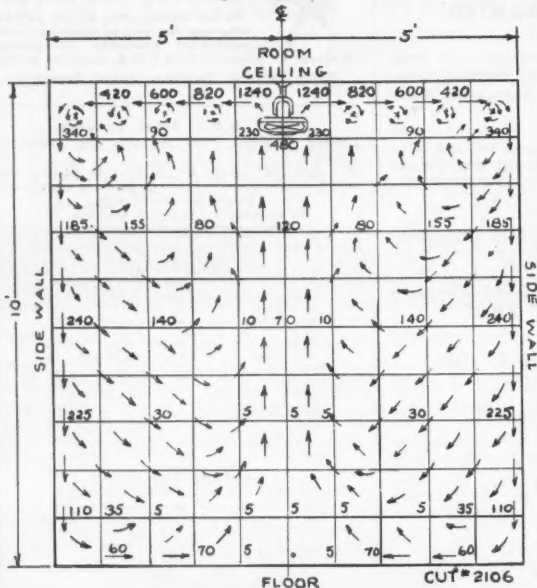 ℄
5' 5'
ROOM
CEILING
420 600 820 1240 1240 820 600 420
340 90 230 330 90 340
480
185 155 80 120 80 155 185
10'
SIDE WALL
SIDE WALL
240 140 10 70 10 140 240
225 30 5 5 5 30 225
110 35 5 5 5 5 5 35 110
60 70 5 5 70 60
FLOOR
CUT # 2106